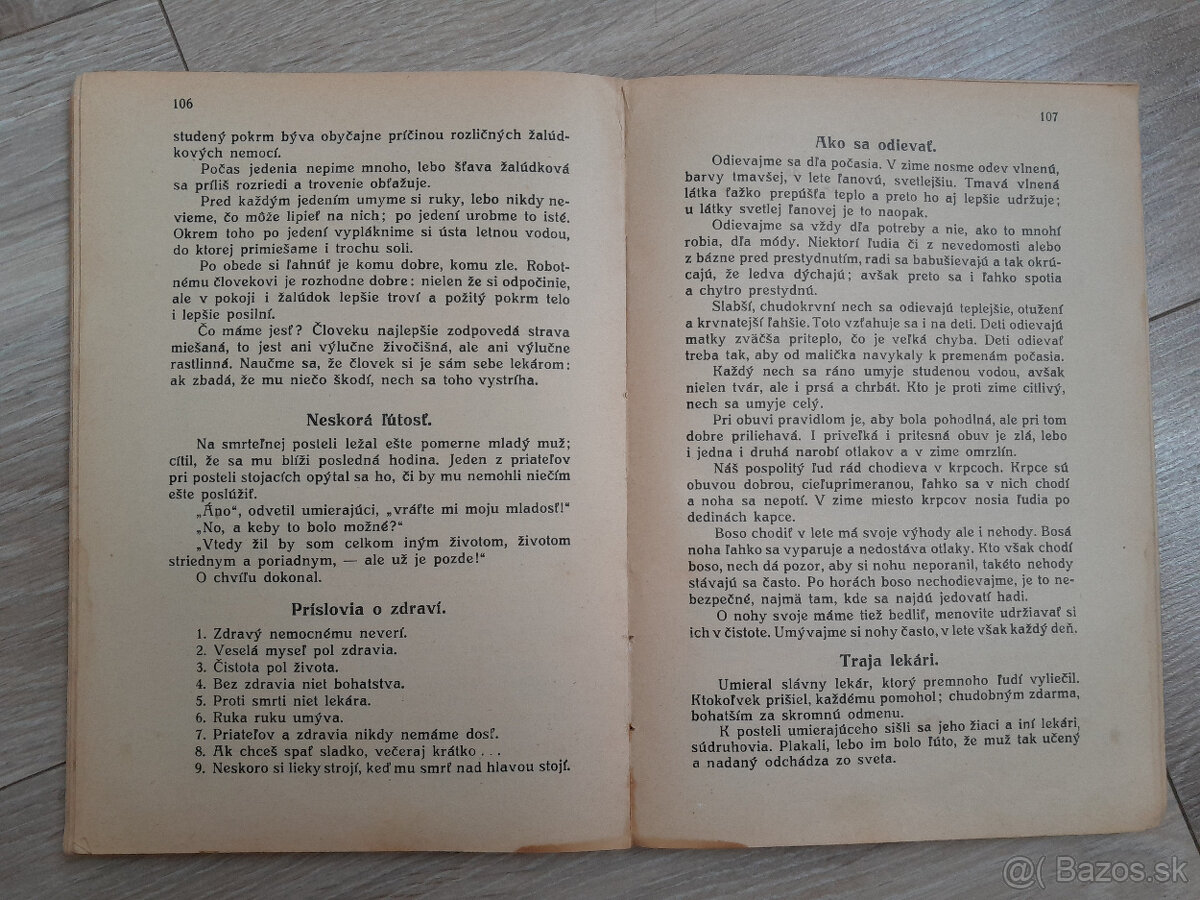 106
studený pokrm býva obyčajne príčinou rozličných žalúd-
kových nemocí.
Počas jedenia nepime mnoho, lebo šťava žalúdková
sa príliš rozriedi a trovenie obťažuje.
Pred každým jedením umyme si ruky, lebo nikdy ne-
vieme, čo môže lipieť na nich; po jedení urobme to isté.
Okrem toho po jedení vypláknime si ústa letnou vodou,
do ktorej primiešame i trochu soli.
Po obede si ľahnúť je komu dobre, komu zle. Robot-
nému človekovi je rozhodne dobre: nielen že si odpočinie,
ale v pokoji i žalúdok lepšie troví a požitý pokrm telo
i lepšie posilní.
Čo máme jesť? Človeku najlepšie zodpovedá strava
miešaná, to jest ani výlučne živočišná, ale ani výlučne
rastlinná. Naučme sa, že človek si je sám sebe lekárom:
ak zbadá, že mu niečo škodí, nech sa toho vystríha.
Neskorá ľútosť.
Na smrteľnej posteli ležal ešte pomerne mladý muž;
cítil, že sa mu blíži posledná hodina. Jeden z priateľov
pri posteli stojacích opýtal sa ho, či by mu nemohli niečím
ešte poslúžiť.
„Áno“, odvetil umierajúci, „vráťte mi moju mladosť!“
„No, a keby to bolo možné?“
„Vtedy žil by som celkom iným životom, životom
striednym a poriadnym, — ale už je pozde!“
O chvíľu dokonal.
Príslovia o zdraví.
1. Zdravý nemocnému neverí.
2. Veselá myseľ pol zdravia.
3. Čistota pol života.
4. Bez zdravia niet bohatstva.
5. Proti smrti niet lekára.
6. Ruka ruku umýva.
7. Priateľov a zdravia nikdy nemáme dosť.
8. Ak chceš spať sladko, večeraj krátko . . .
9. Neskoro si lieky strojí, keď mu smrť nad hlavou stojí.
107
Ako sa odievať.
Odievajme sa dľa počasia. V zime nosme odev vlnenú,
barvy tmavšej, v lete ľanovú, svetlejšiu. Tmavá vlnená
látka ťažko prepúšťa teplo a preto ho aj lepšie udržuje;
u látky svetlej ľanovej je to naopak.
Odievajme sa vždy dľa potreby a nie, ako to mnohí
robia, dľa módy. Niektorí ľudia či z nevedomosti alebo
z bázne pred prestydnutím, radi sa babušievajú a tak okrú-
cajú, že ledva dýchajú; avšak preto sa i ľahko spotia
a chytro prestydnú.
Slabší, chudokrvní nech sa odievajú teplejšie, otužení
a krvnatejší ľahšie. Toto vzťahuje sa i na deti. Deti odievajú
matky zväčša priteplo, čo je veľká chyba. Deti odievať
treba tak, aby od malička navykaly k premenám počasia.
Každý nech sa ráno umyje studenou vodou, avšak
nielen tvár, ale i prsá a chrbát. Kto je proti zime citlivý,
nech sa umyje celý.
Pri obuvi pravidlom je, aby bola pohodlná, ale pri tom
dobre priliehavá. I priveľká i pritesná obuv je zlá, lebo
i jedna i druhá narobí otlakov a v zime omrzlín.
Náš pospolitý ľud rád chodieva v krpcoch. Krpce sú
obuvou dobrou, cieľuprimeranou, ľahko sa v nich chodí
a noha sa nepotí. V zime miesto krpcov nosia ľudia po
dedinách kapce.
Boso chodiť v lete má svoje výhody ale i nehody. Bosá
noha ľahko sa vyparuje a nedostáva otlaky. Kto však chodí
boso, nech dá pozor, aby si nohu neporanil, takéto nehody
stávajú sa často. Po horách boso nechodievajme, je to ne-
bezpečné, najmä tam, kde sa najdú jedovatí hadi.
O nohy svoje máme tiež bedliť, menovite udržiavať si
ich v čistote. Umývajme si nohy často, v lete však každý deň.
Traja lekári.
Umieral slávny lekár, ktorý premnoho ľudí vyliečil.
Ktokoľvek prišiel, každému pomohol; chudobným zdarma,
bohatším za skromnú odmenu.
K posteli umierajúceho sišli sa jeho žiaci a iní lekári,
súdruhovia. Plakali, lebo im bolo ľúto, že muž tak učený
a nadaný odchádza zo sveta.
@( Bazos.sk